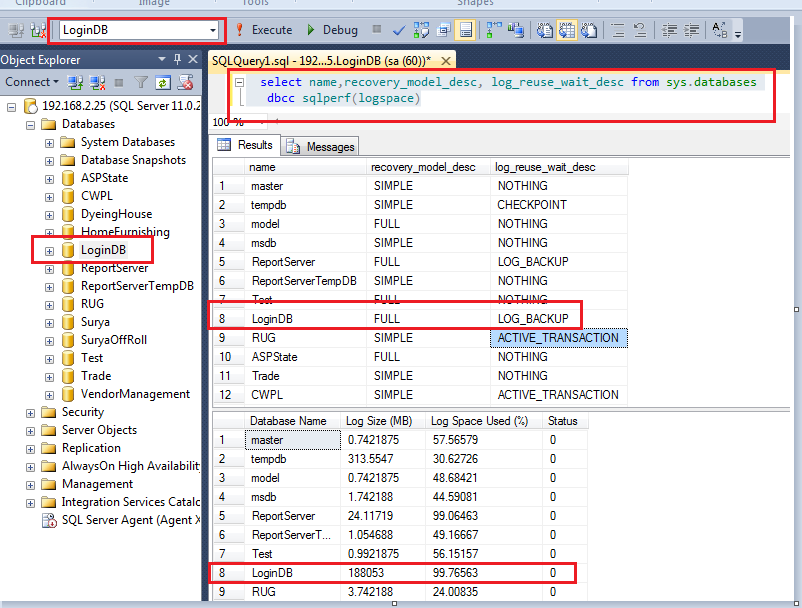 Clipboard Image Tools Shapes
LoginDB Execute Debug
Object Explorer
Connect
192.168.2.25 (SQL Server 11.0.2
Databases
System Databases
Database Snapshots
ASPState
CWPL
DyeingHouse
HomeFurnishing
LoginDB
ReportServer
ReportServerTempDB
RUG
Surya
SuryaOffRoll
Test
Trade
VendorManagement
Security
Server Objects
Replication
AlwaysOn High Availability
Management
Integration Services Catalo
SQL Server Agent (Agent X
SQLQuery1.sql - 192...5.LoginDB (sa (60))*
select name,recovery_model_desc, log_reuse_wait_desc from sys.databases
dbcc sqlperf(logspace)
100 %
Results Messages
name recovery_model_desc log_reuse_wait_desc
1 master SIMPLE NOTHING
2 tempdb SIMPLE CHECKPOINT
3 model FULL NOTHING
4 msdb SIMPLE NOTHING
5 ReportServer FULL LOG_BACKUP
6 ReportServerTempDB SIMPLE NOTHING
7 Test FULL NOTHING
8 LoginDB FULL LOG_BACKUP
9 RUG SIMPLE ACTIVE_TRANSACTION
10 ASPState FULL NOTHING
11 Trade SIMPLE NOTHING
12 CWPL SIMPLE ACTIVE_TRANSACTION
Database Name Log Size (MB) Log Space Used (%) Status
1 master 0.7421875 57.56579 0
2 tempdb 313.5547 30.62726 0
3 model 0.7421875 48.68421 0
4 msdb 1.742188 44.59081 0
5 ReportServer 24.11719 99.06463 0
6 ReportServerT... 1.054688 49.16667 0
7 Test 0.9921875 56.15157 0
8 LoginDB 188053 99.76563 0
9 RUG 3.742188 24.00835 0